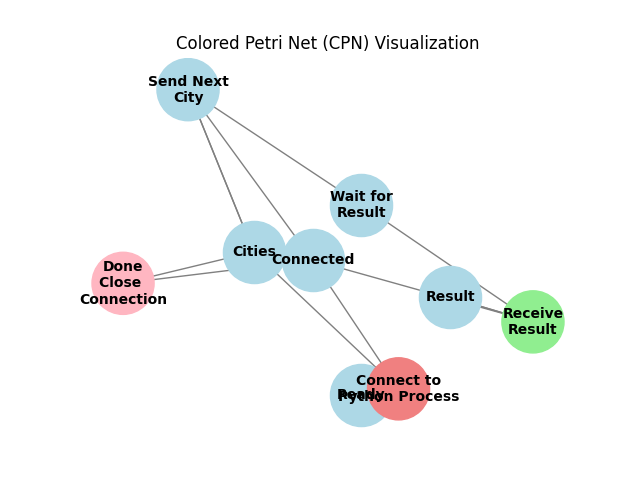 Colored Petri Net (CPN) Visualization
Send Next
City
Wait for
Result
Cities
Connected
Done
Close
Connection
Result
Receive
Result
Ready
Connect to
Python Process